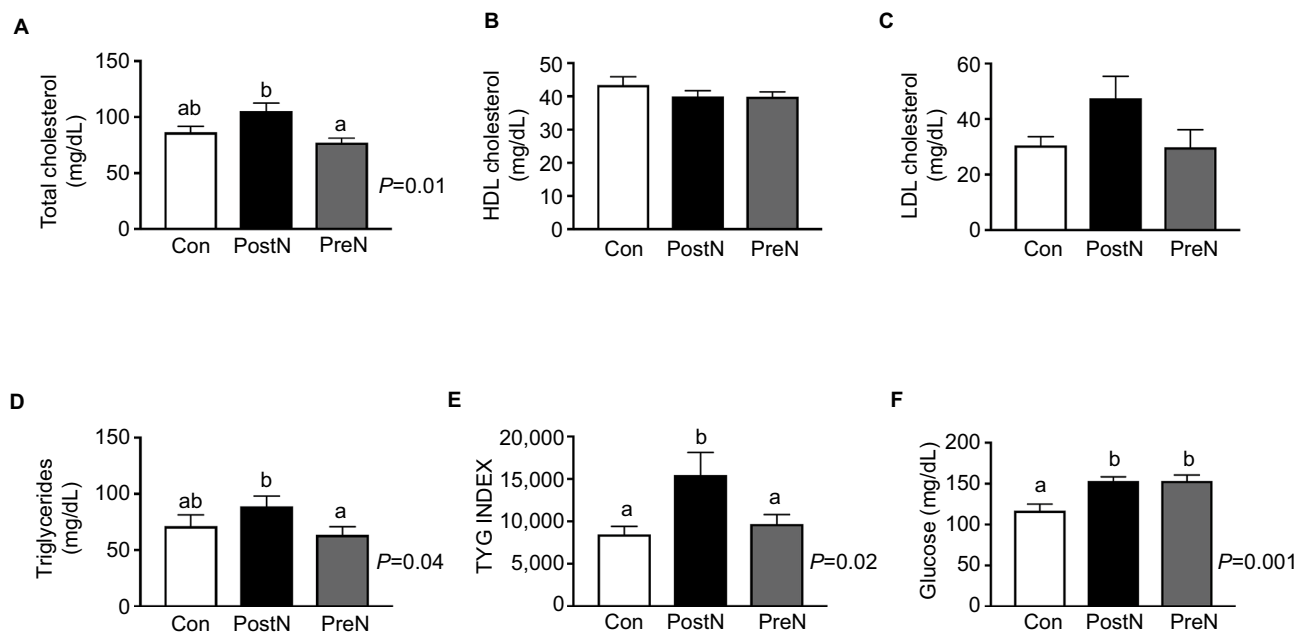 A
Total cholesterol
(mg/dL)
150
100
50
0
ab
b
a
P=0.01
Con PostN PreN
B
HDL cholesterol
(mg/dL)
50
40
30
20
10
0
Con PostN PreN
C
LDL cholesterol
(mg/dL)
60
40
20
0
Con PostN PreN
D
Triglycerides
(mg/dL)
150
100
50
0
ab
b
a
P=0.04
Con PostN PreN
E
TYG INDEX
20,000
15,000
10,000
5,000
0
a
b
a
P=0.02
Con PostN PreN
F
Glucose (mg/dL)
200
150
100
50
0
a
b
b
P=0.001
Con PostN PreN